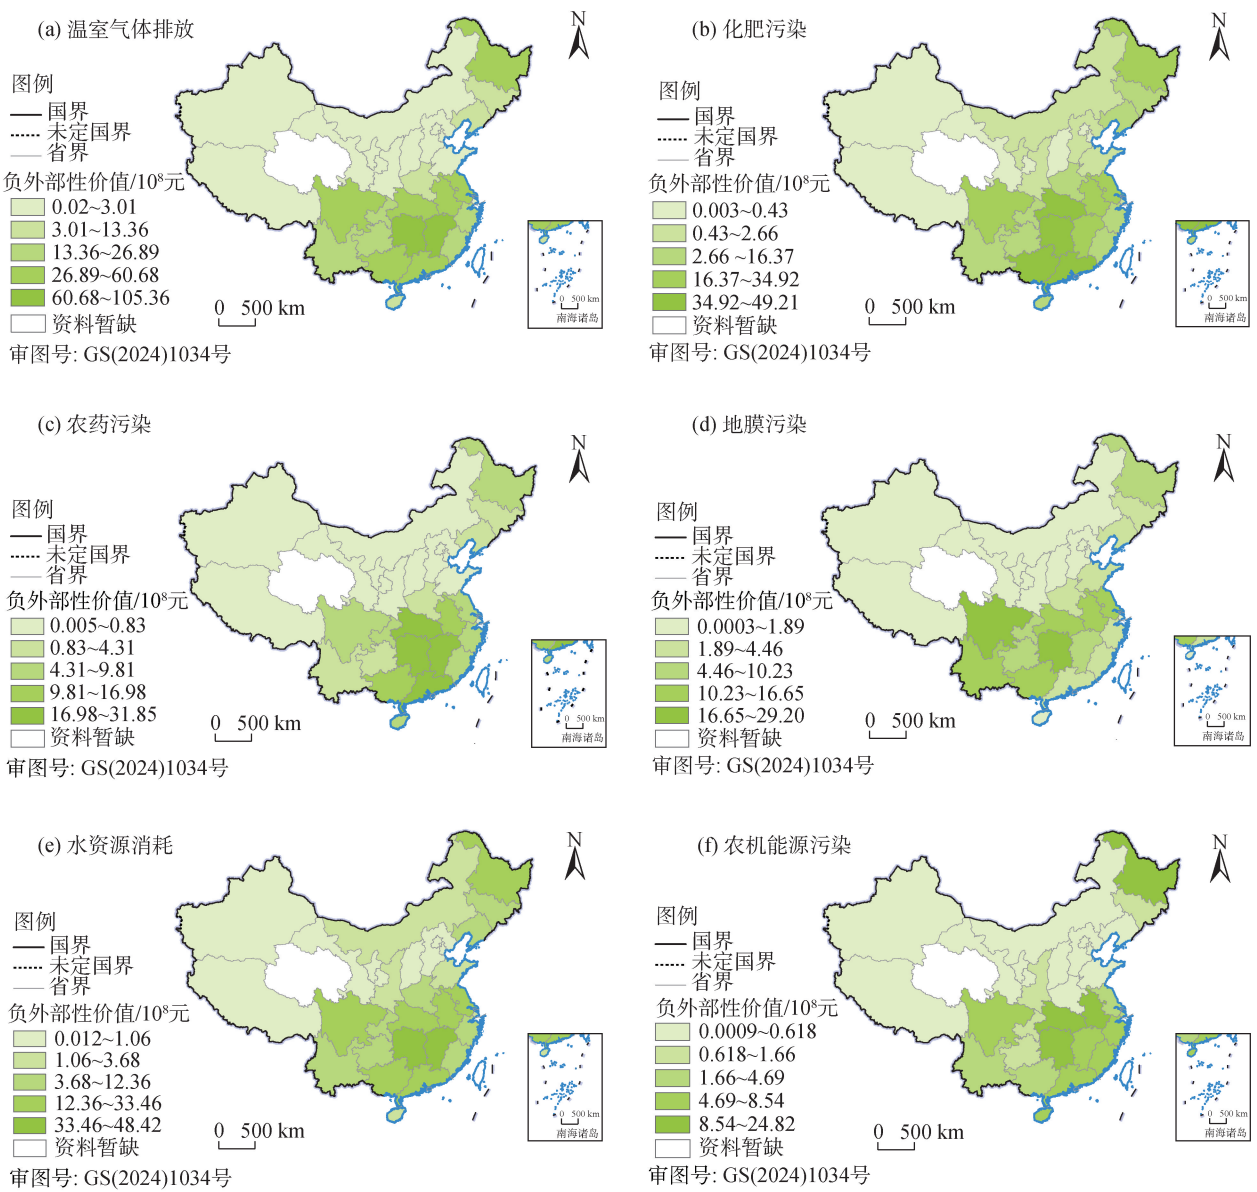 (a) 温室气体排放
N
图例
国界
未定国界
省界
负外部性价值/10⁸元
0.02~3.01
3.01~13.36
13.36~26.89
26.89~60.68
60.68~105.36
资料暂缺
0 500 km
0 500 km
南海诸岛
审图号: GS(2024)1034号
(b) 化肥污染
N
图例
国界
未定国界
省界
负外部性价值/10⁸元
0.003~0.43
0.43~2.66
2.66 ~16.37
16.37~34.92
34.92~49.21
资料暂缺
0 500 km
0 500 km
南海诸岛
审图号: GS(2024)1034号
(c) 农药污染
N
图例
国界
未定国界
省界
负外部性价值/10⁸元
0.005~0.83
0.83~4.31
4.31~9.81
9.81~16.98
16.98~31.85
资料暂缺
0 500 km
0 500 km
南海诸岛
审图号: GS(2024)1034号
(d) 地膜污染
N
图例
国界
未定国界
省界
负外部性价值/10⁸元
0.0003~1.89
1.89~4.46
4.46~10.23
10.23~16.65
16.65~29.20
资料暂缺
0 500 km
0 500 km
南海诸岛
审图号: GS(2024)1034号
(e) 水资源消耗
N
图例
国界
未定国界
省界
负外部性价值/10⁸元
0.012~1.06
1.06~3.68
3.68~12.36
12.36~33.46
33.46~48.42
资料暂缺
0 500 km
0 500 km
南海诸岛
审图号: GS(2024)1034号
(f) 农机能源污染
N
图例
国界
未定国界
省界
负外部性价值/10⁸元
0.0009~0.618
0.618~1.66
1.66~4.69
4.69~8.54
8.54~24.82
资料暂缺
0 500 km
0 500 km
南海诸岛
审图号: GS(2024)1034号